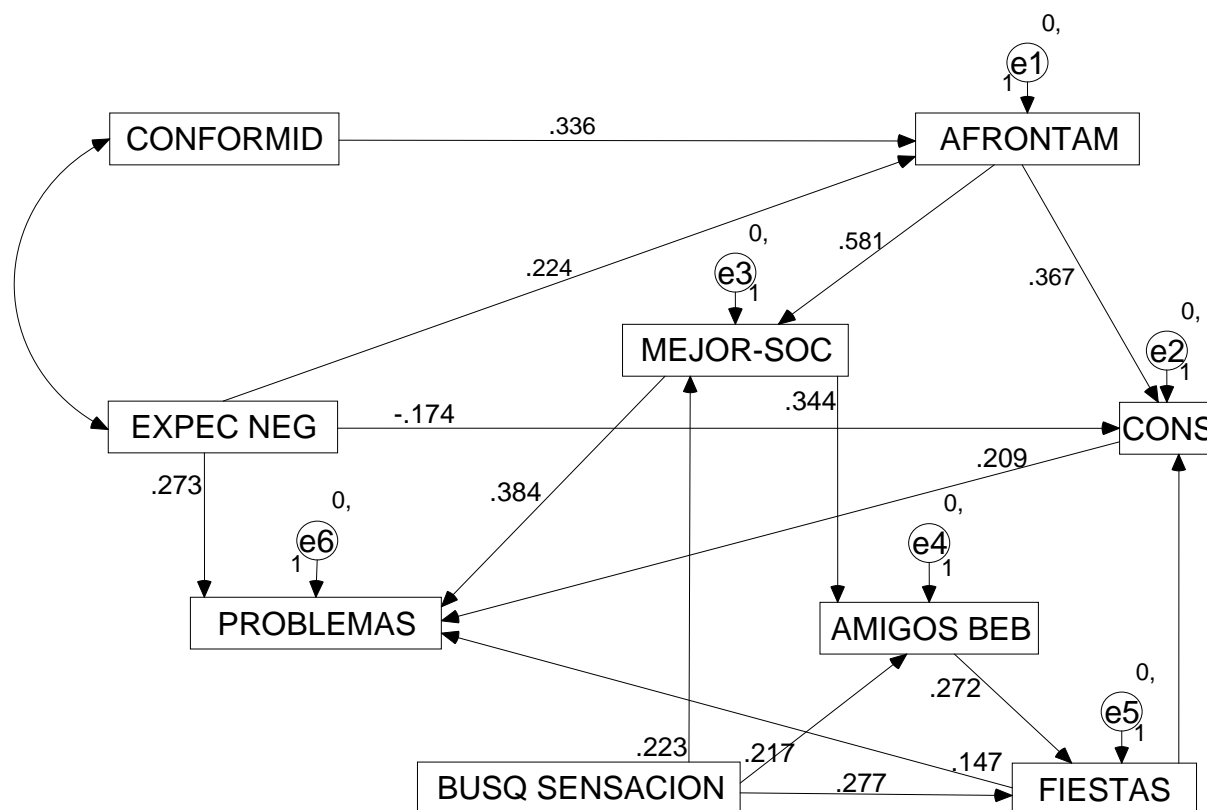 0,
e1
1
CONFORMID
.336
AFRONTAM
0,
.581
.224
e3
1
.367
0,
MEJOR-SOC
e2
1
EXPEC NEG
-.174
.344
CONS
.209
.273
.384
0,
0,
e6
1
e4
1
PROBLEMAS
AMIGOS BEB
.272
0,
e5
1
.223
.217
.147
BUSQ SENSACION
.277
FIESTAS